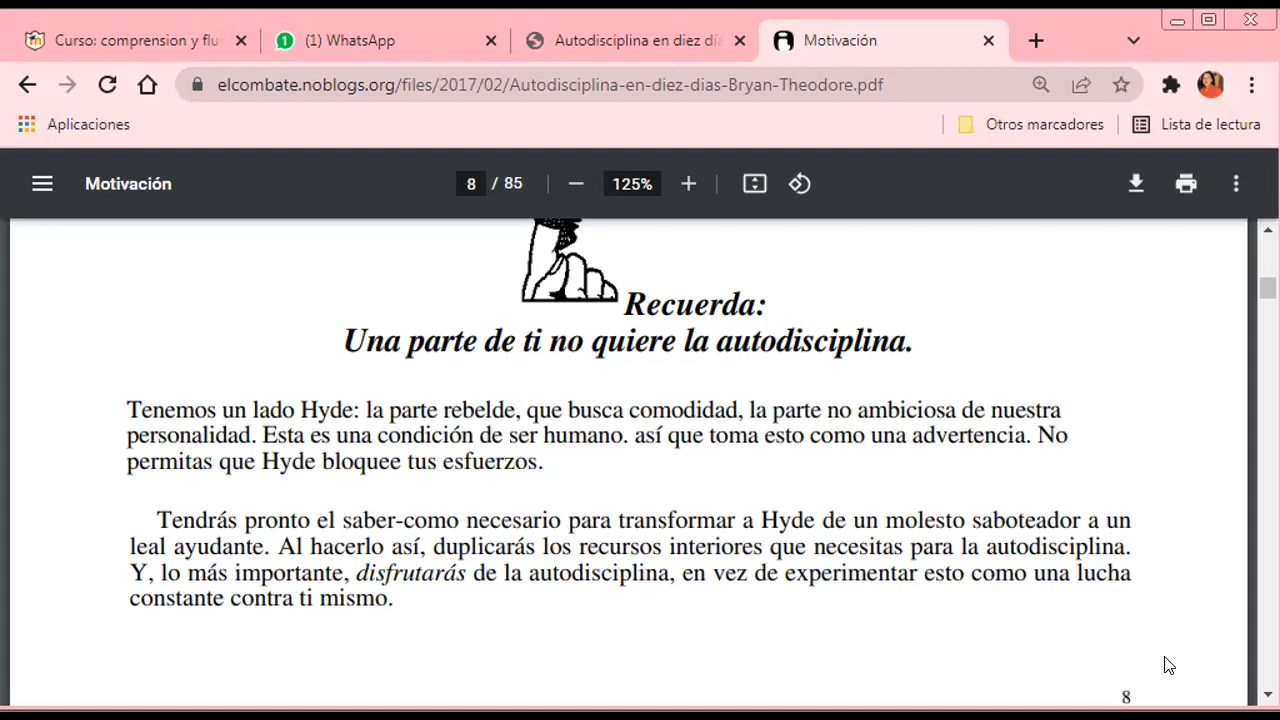 Curso: comprension y flu
(1) WhatsApp
Autodisciplina en diez día
Motivación
elcombate.noblogs.org/files/2017/02/Autodisciplina-en-diez-dias-Bryan-Theodore.pdf
Aplicaciones
Otros marcadores
Lista de lectura
Motivación
8 / 85
125%
Recuerda:
Una parte de ti no quiere la autodisciplina.
Tenemos un lado Hyde: la parte rebelde, que busca comodidad, la parte no ambiciosa de nuestra
personalidad. Esta es una condición de ser humano. así que toma esto como una advertencia. No
permitas que Hyde bloquee tus esfuerzos.
Tendrás pronto el saber-como necesario para transformar a Hyde de un molesto saboteador a un
leal ayudante. Al hacerlo así, duplicarás los recursos interiores que necesitas para la autodisciplina.
Y, lo más importante, disfrutarás de la autodisciplina, en vez de experimentar esto como una lucha
constante contra ti mismo.
8